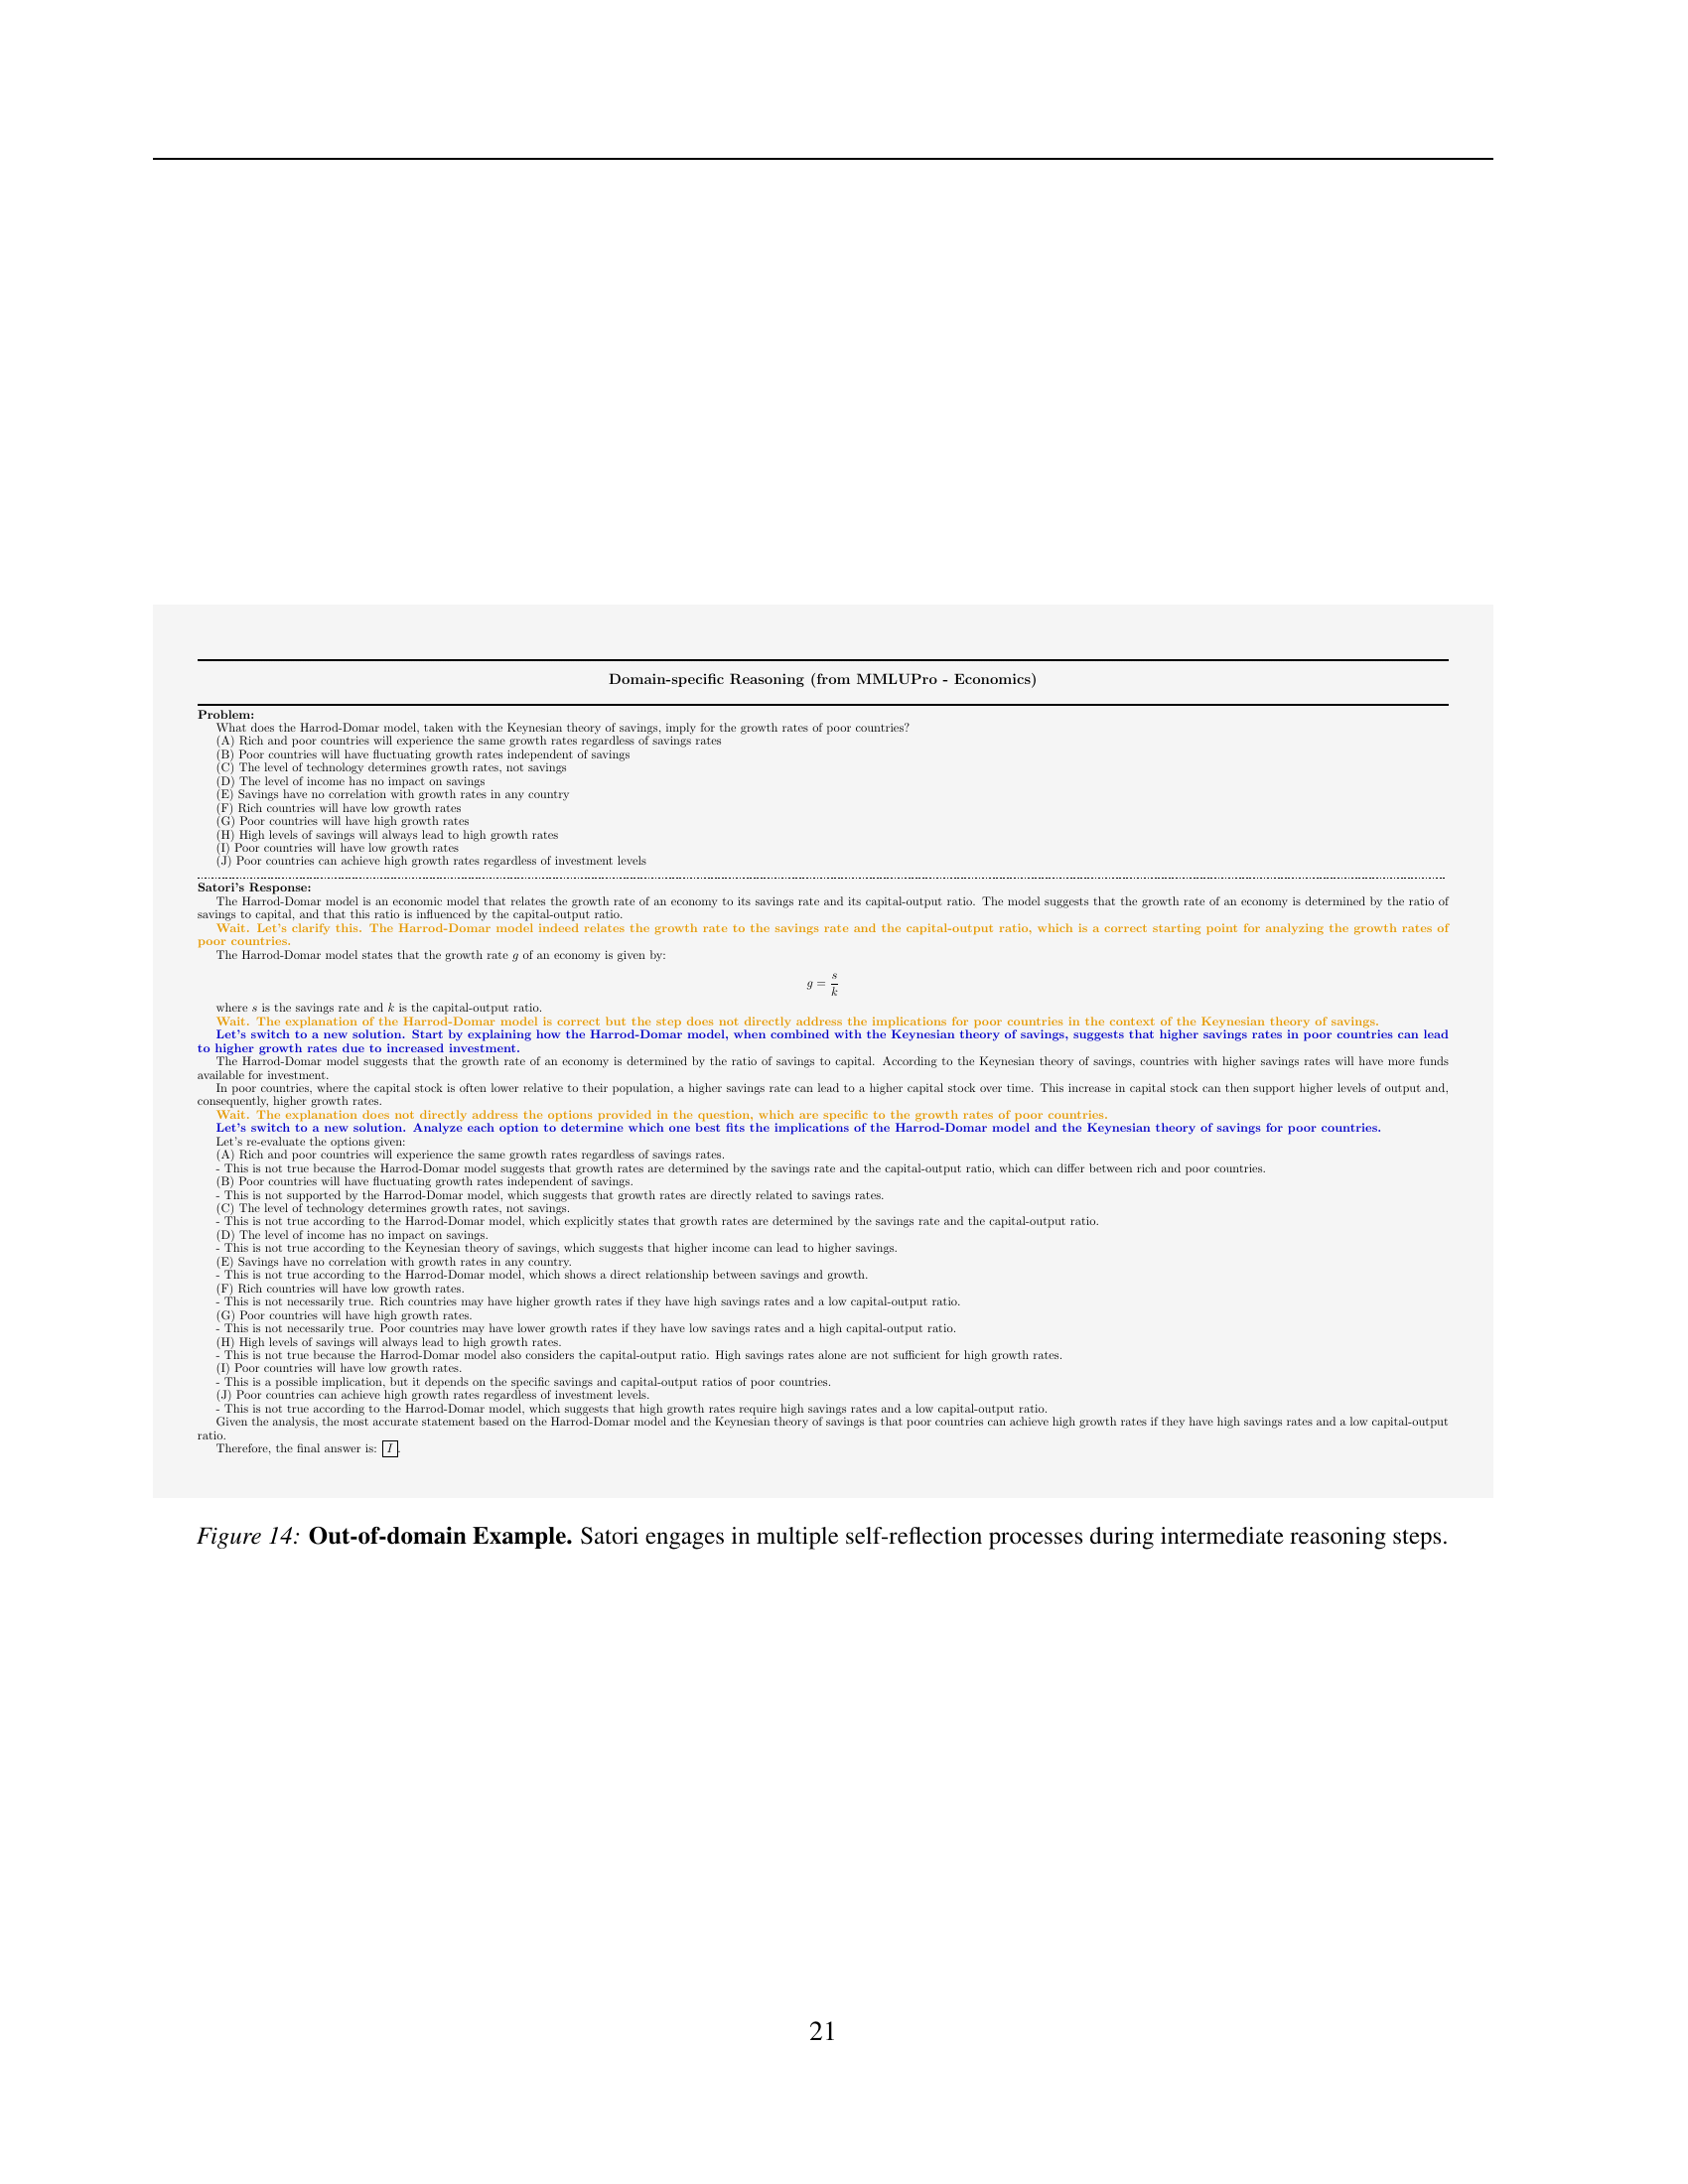 Domain-specific Reasoning (from MMLUPro - Economics)
Problem:
What does the Harrod-Domar model, taken with the Keynesian theory of savings, imply for the growth rates of poor countries?
(A) Rich and poor countries will experience the same growth rates regardless of savings rates
(B) Poor countries will have fluctuating growth rates independent of savings
(C) The level of technology determines growth rates, not savings
(D) The level of income has no impact on savings
(E) Savings have no correlation with growth rates in any country
(F) Rich countries will have low growth rates
(G) Poor countries will have high growth rates
(H) High levels of savings will always lead to high growth rates
(I) Poor countries will have low growth rates
(J) Poor countries can achieve high growth rates regardless of investment levels
Satori's Response:
The Harrod-Domar model is an economic model that relates the growth rate of an economy to its savings rate and its capital-output ratio. The model suggests that the growth rate of an economy is determined by the ratio of
savings to capital, and that this ratio is influenced by the capital-output ratio.
Wait. Let's clarify this. The Harrod-Domar model indeed relates the growth rate to the savings rate and the capital-output ratio, which is a correct starting point for analyzing the growth rates of
poor countries.
The Harrod-Domar model states that the growth rate g of an economy is given by:
g = s/k
where s is the savings rate and k is the capital-output ratio.
Wait. The explanation of the Harrod-Domar model is correct but the step does not directly address the implications for poor countries in the context of the Keynesian theory of savings.
Let's switch to a new solution. Start by explaining how the Harrod-Domar model, when combined with the Keynesian theory of savings, suggests that higher savings rates in poor countries can lead
to higher growth rates due to increased investment.
The Harrod-Domar model suggests that the growth rate of an economy is determined by the ratio of savings to capital. According to the Keynesian theory of savings, countries with higher savings rates will have more funds
available for investment.
In poor countries, where the capital stock is often lower relative to their population, a higher savings rate can lead to a higher capital stock over time. This increase in capital stock can then support higher levels of output and,
consequently, higher growth rates.
Wait. The explanation does not directly address the options provided in the question, which are specific to the growth rates of poor countries.
Let's switch to a new solution. Analyze each option to determine which one best fits the implications of the Harrod-Domar model and the Keynesian theory of savings for poor countries.
Let's re-evaluate the options given:
(A) Rich and poor countries will experience the same growth rates regardless of savings rates.
- This is not true because the Harrod-Domar model suggests that growth rates are determined by the savings rate and the capital-output ratio, which can differ between rich and poor countries.
(B) Poor countries will have fluctuating growth rates independent of savings.
- This is not supported by the Harrod-Domar model, which suggests that growth rates are directly related to savings rates.
(C) The level of technology determines growth rates, not savings.
- This is not true according to the Harrod-Domar model, which explicitly states that growth rates are determined by the savings rate and the capital-output ratio.
(D) The level of income has no impact on savings.
- This is not true according to the Keynesian theory of savings, which suggests that higher income can lead to higher savings.
(E) Savings have no correlation with growth rates in any country.
- This is not true according to the Harrod-Domar model, which shows a direct relationship between savings and growth.
(F) Rich countries will have low growth rates.
- This is not necessarily true. Rich countries may have higher growth rates if they have high savings rates and a low capital-output ratio.
(G) Poor countries will have high growth rates.
- This is not necessarily true. Poor countries may have lower growth rates if they have low savings rates and a high capital-output ratio.
(H) High levels of savings will always lead to high growth rates.
- This is not true because the Harrod-Domar model also considers the capital-output ratio. High savings rates alone are not sufficient for high growth rates.
(I) Poor countries will have low growth rates.
- This is a possible implication, but it depends on the specific savings and capital-output ratios of poor countries.
(J) Poor countries can achieve high growth rates regardless of investment levels.
- This is not true according to the Harrod-Domar model, which suggests that high growth rates require high savings rates and a low capital-output ratio.
Given the analysis, the most accurate statement based on the Harrod-Domar model and the Keynesian theory of savings is that poor countries can achieve high growth rates if they have high savings rates and a low capital-output
ratio.
Therefore, the final answer is: I.
Figure 14: Out-of-domain Example. Satori engages in multiple self-reflection processes during intermediate reasoning steps.
21